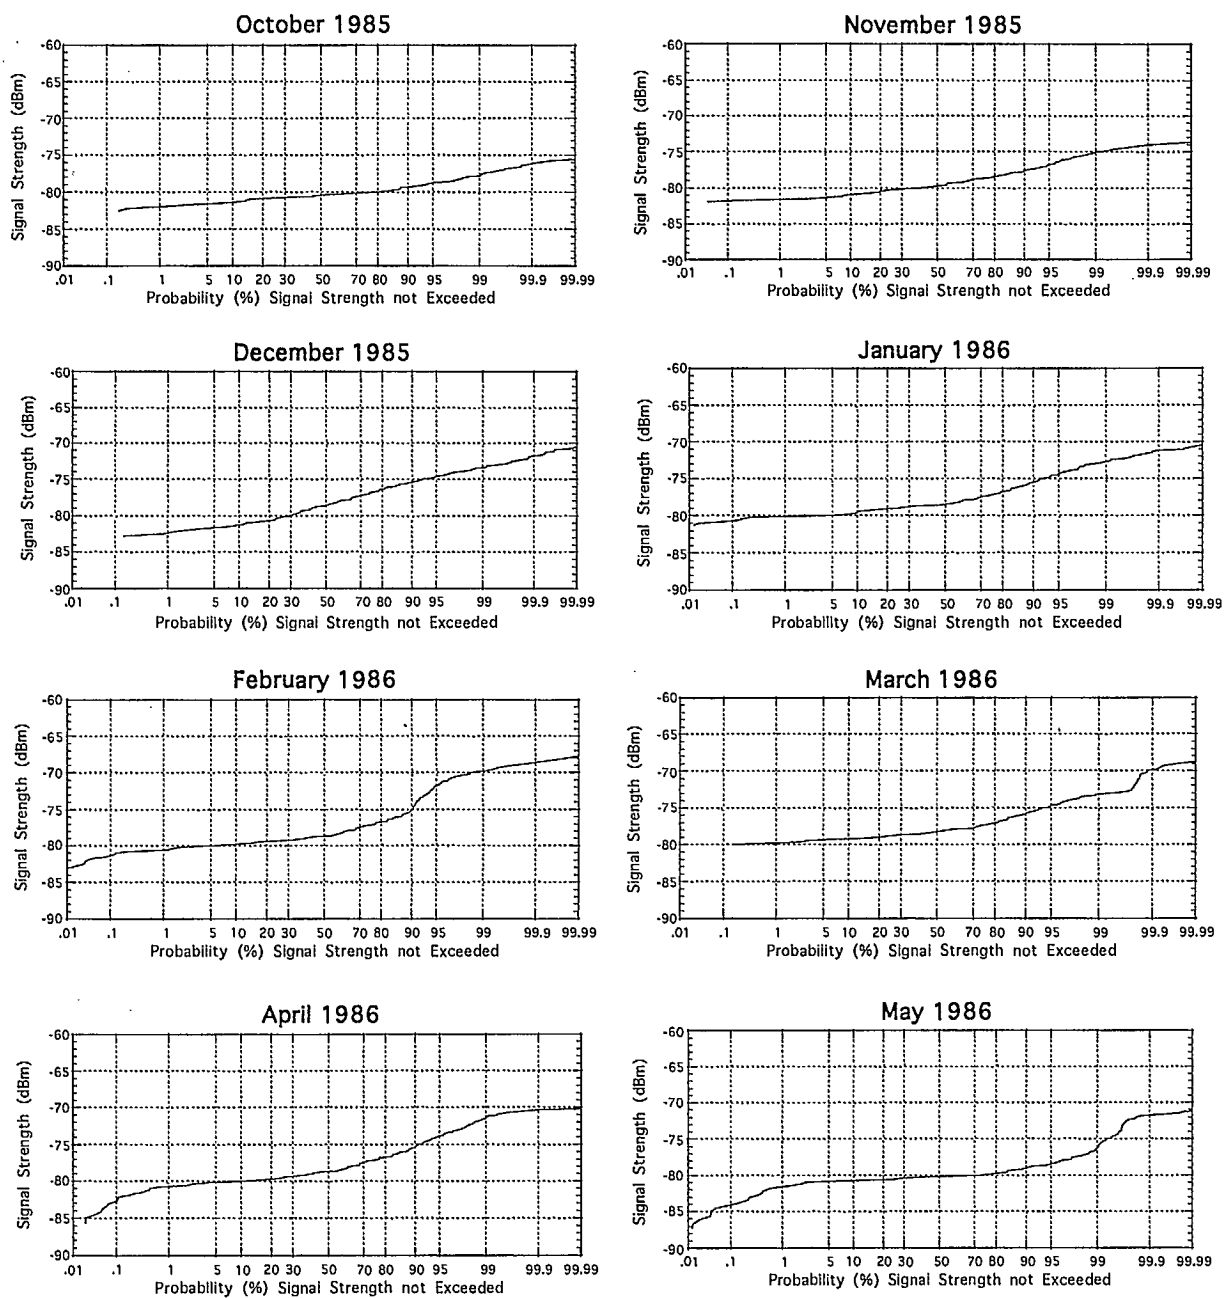 October 1985
Signal Strength (dBm)
-60
-65
-70
-75
-80
-85
-90
.01 .1 1 5 10 20 30 50 70 80 90 95 99 99.9 99.99
Probability (%) Signal Strength not Exceeded
November 1985
Signal Strength (dBm)
-60
-65
-70
-75
-80
-85
-90
.01 .1 1 5 10 20 30 50 70 80 90 95 99 99.9 99.99
Probability (%) Signal Strength not Exceeded
December 1985
Signal Strength (dBm)
-60
-65
-70
-75
-80
-85
-90
.01 .1 1 5 10 20 30 50 70 80 90 95 99 99.9 99.99
Probability (%) Signal Strength not Exceeded
January 1986
Signal Strength (dBm)
-60
-65
-70
-75
-80
-85
-90
.01 .1 1 5 10 20 30 50 70 80 90 95 99 99.9 99.99
Probability (%) Signal Strength not Exceeded
February 1986
Signal Strength (dBm)
-60
-65
-70
-75
-80
-85
-90
.01 .1 1 5 10 20 30 50 70 80 90 95 99 99.9 99.99
Probability (%) Signal Strength not Exceeded
March 1986
Signal Strength (dBm)
-60
-65
-70
-75
-80
-85
-90
.01 .1 1 5 10 20 30 50 70 80 90 95 99 99.9 99.99
Probability (%) Signal Strength not Exceeded
April 1986
Signal Strength (dBm)
-60
-65
-70
-75
-80
-85
-90
.01 .1 1 5 10 20 30 50 70 80 90 95 99 99.9 99.99
Probability (%) Signal Strength not Exceeded
May 1986
Signal Strength (dBm)
-60
-65
-70
-75
-80
-85
-90
.01 .1 1 5 10 20 30 50 70 80 90 95 99 99.9 99.99
Probability (%) Signal Strength not Exceeded